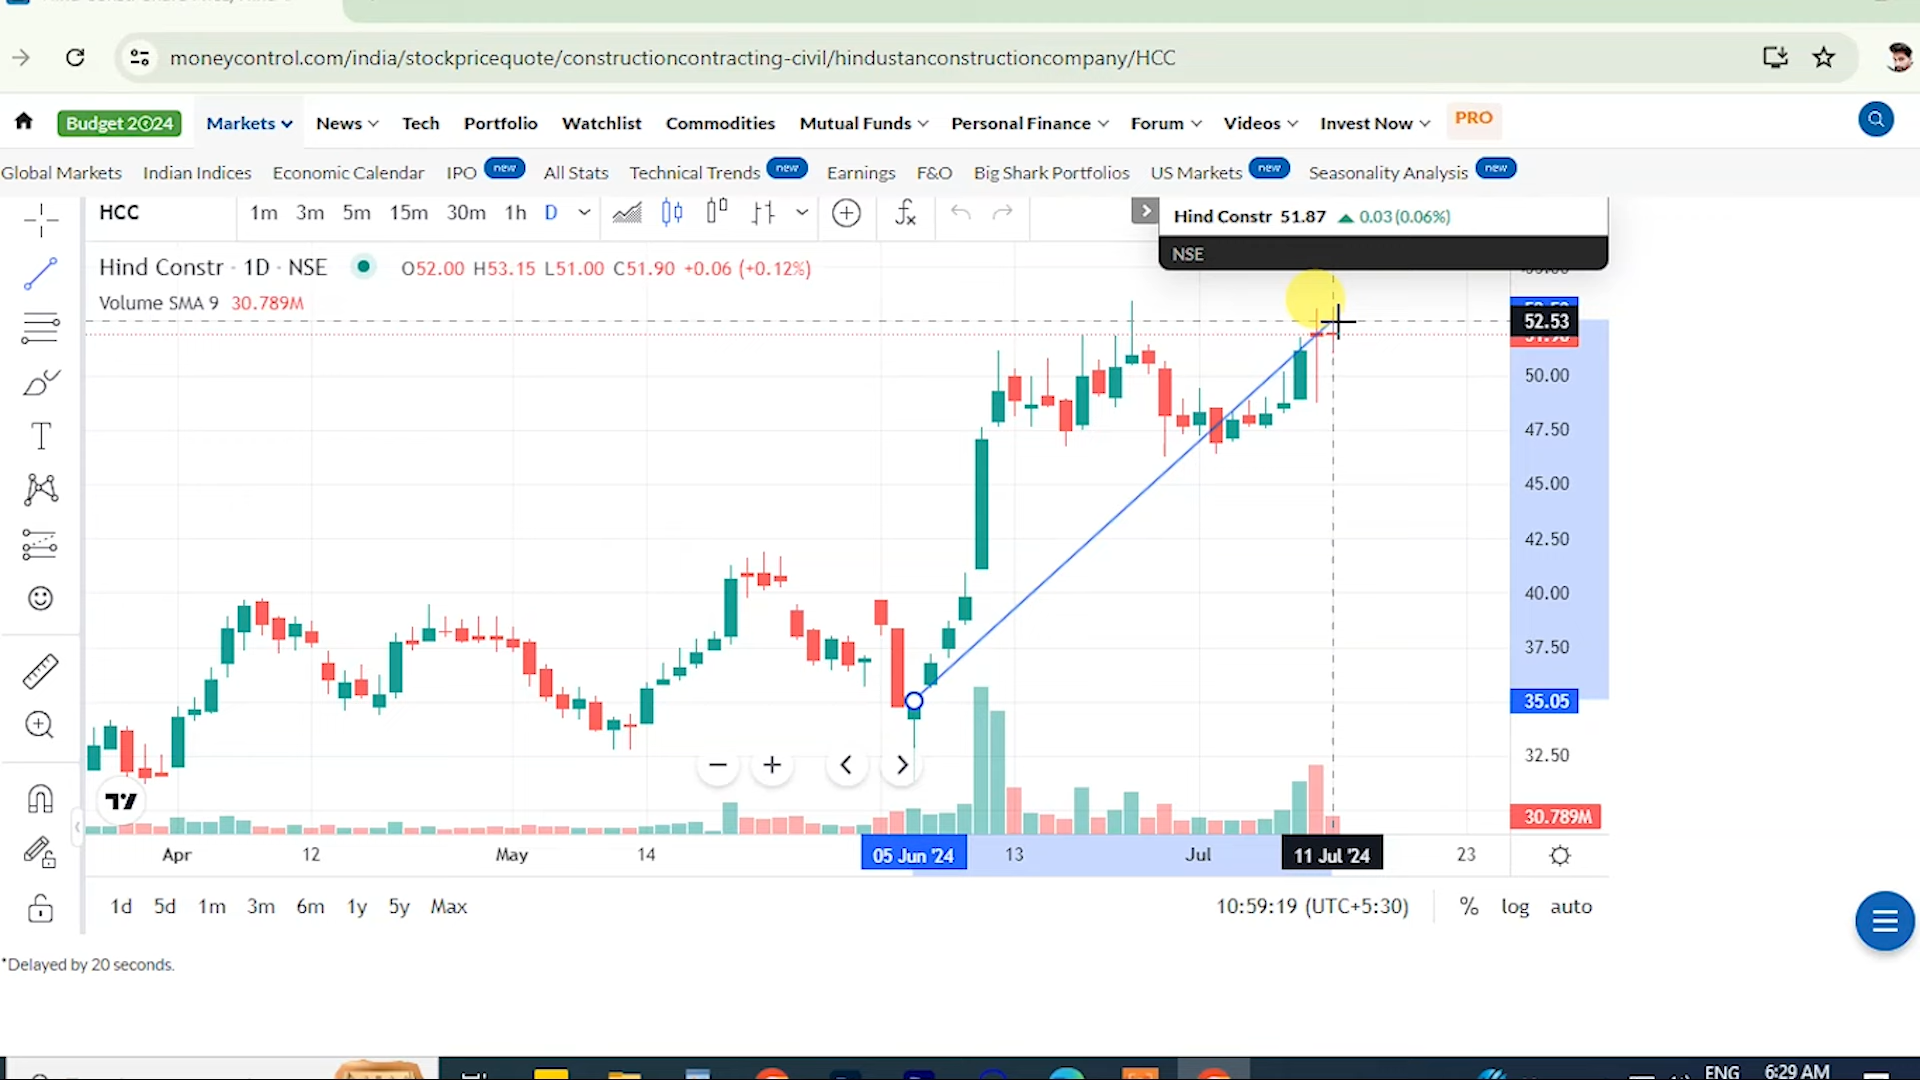 moneycontrol.com/india/stockpricequote/constructioncontracting-civil/hindustanconstructioncompany/HCC
Budget 2024 Markets News Tech Portfolio Watchlist Commodities Mutual Funds Personal Finance Forum Videos Invest Now PRO
Global Markets Indian Indices Economic Calendar IPO new All Stats Technical Trends new Earnings F&O Big Shark Portfolios US Markets new Seasonality Analysis new
HCC 1m 3m 5m 15m 30m 1h D
Hind Constr 51.87 ▲ 0.03 (0.06%)
NSE
Hind Constr · 1D · NSE O52.00 H53.15 L51.00 C51.90 +0.06 (+0.12%)
Volume SMA 9 30.789M
52.53
50.00
47.50
45.00
42.50
40.00
37.50
35.05
32.50
30.789M
Apr 12 May 14 05 Jun '24 13 Jul 11 Jul '24 23
1d 5d 1m 3m 6m 1y 5y Max 10:59:19 (UTC+5:30) % log auto
*Delayed by 20 seconds.
ENG 6:29 AM